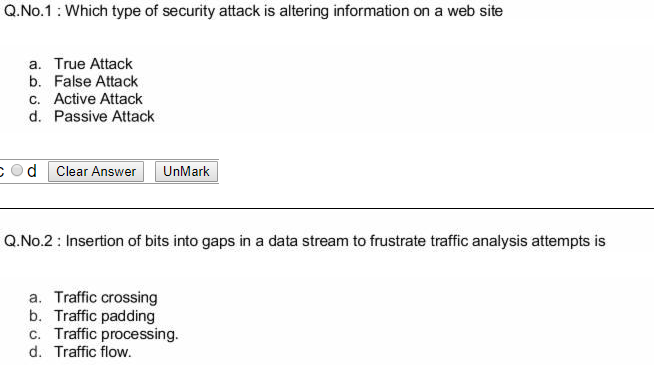 Q.No.1 : Which type of security attack is altering information on a web site
a. True Attack
b. False Attack
c. Active Attack
d. Passive Attack
c d Clear Answer UnMark
Q.No.2 : Insertion of bits into gaps in a data stream to frustrate traffic analysis attempts is
a. Traffic crossing
b. Traffic padding
c. Traffic processing.
d. Traffic flow.